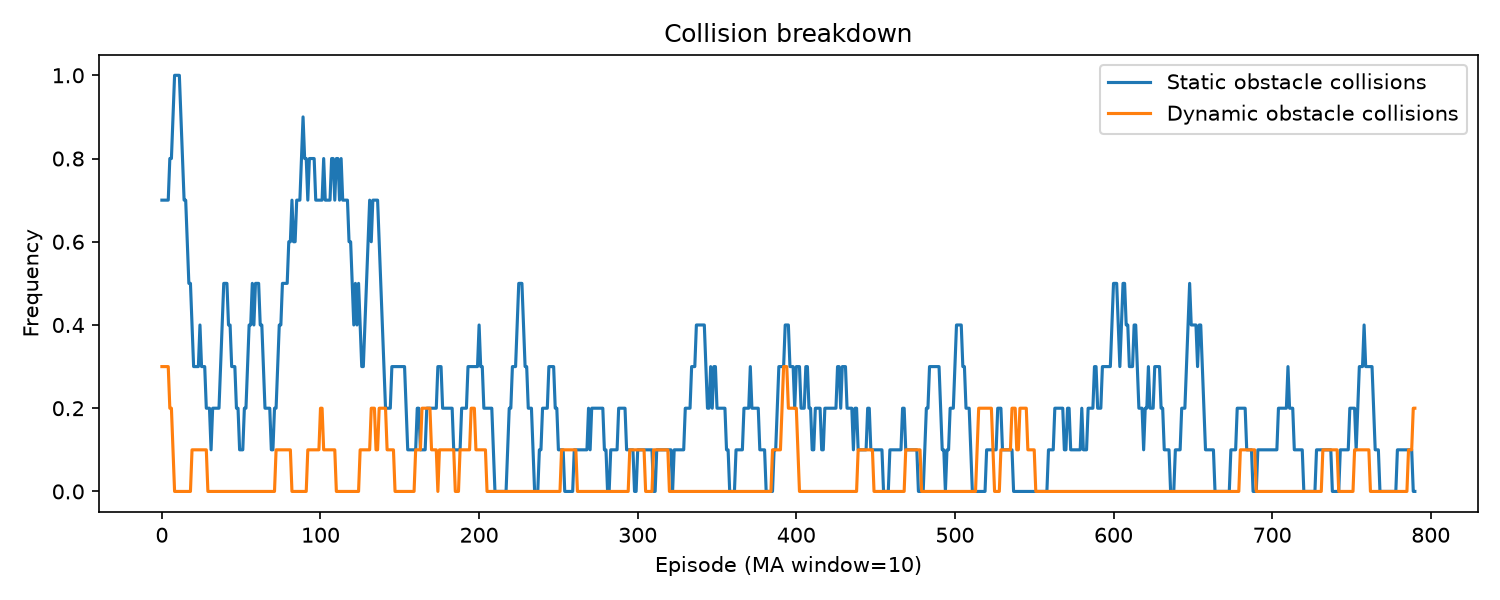 Collision breakdown
1.0
0.8
0.6
0.4
0.2
0.0
Frequency
Static obstacle collisions
Dynamic obstacle collisions
0 100 200 300 400 500 600 700 800
Episode (MA window=10)